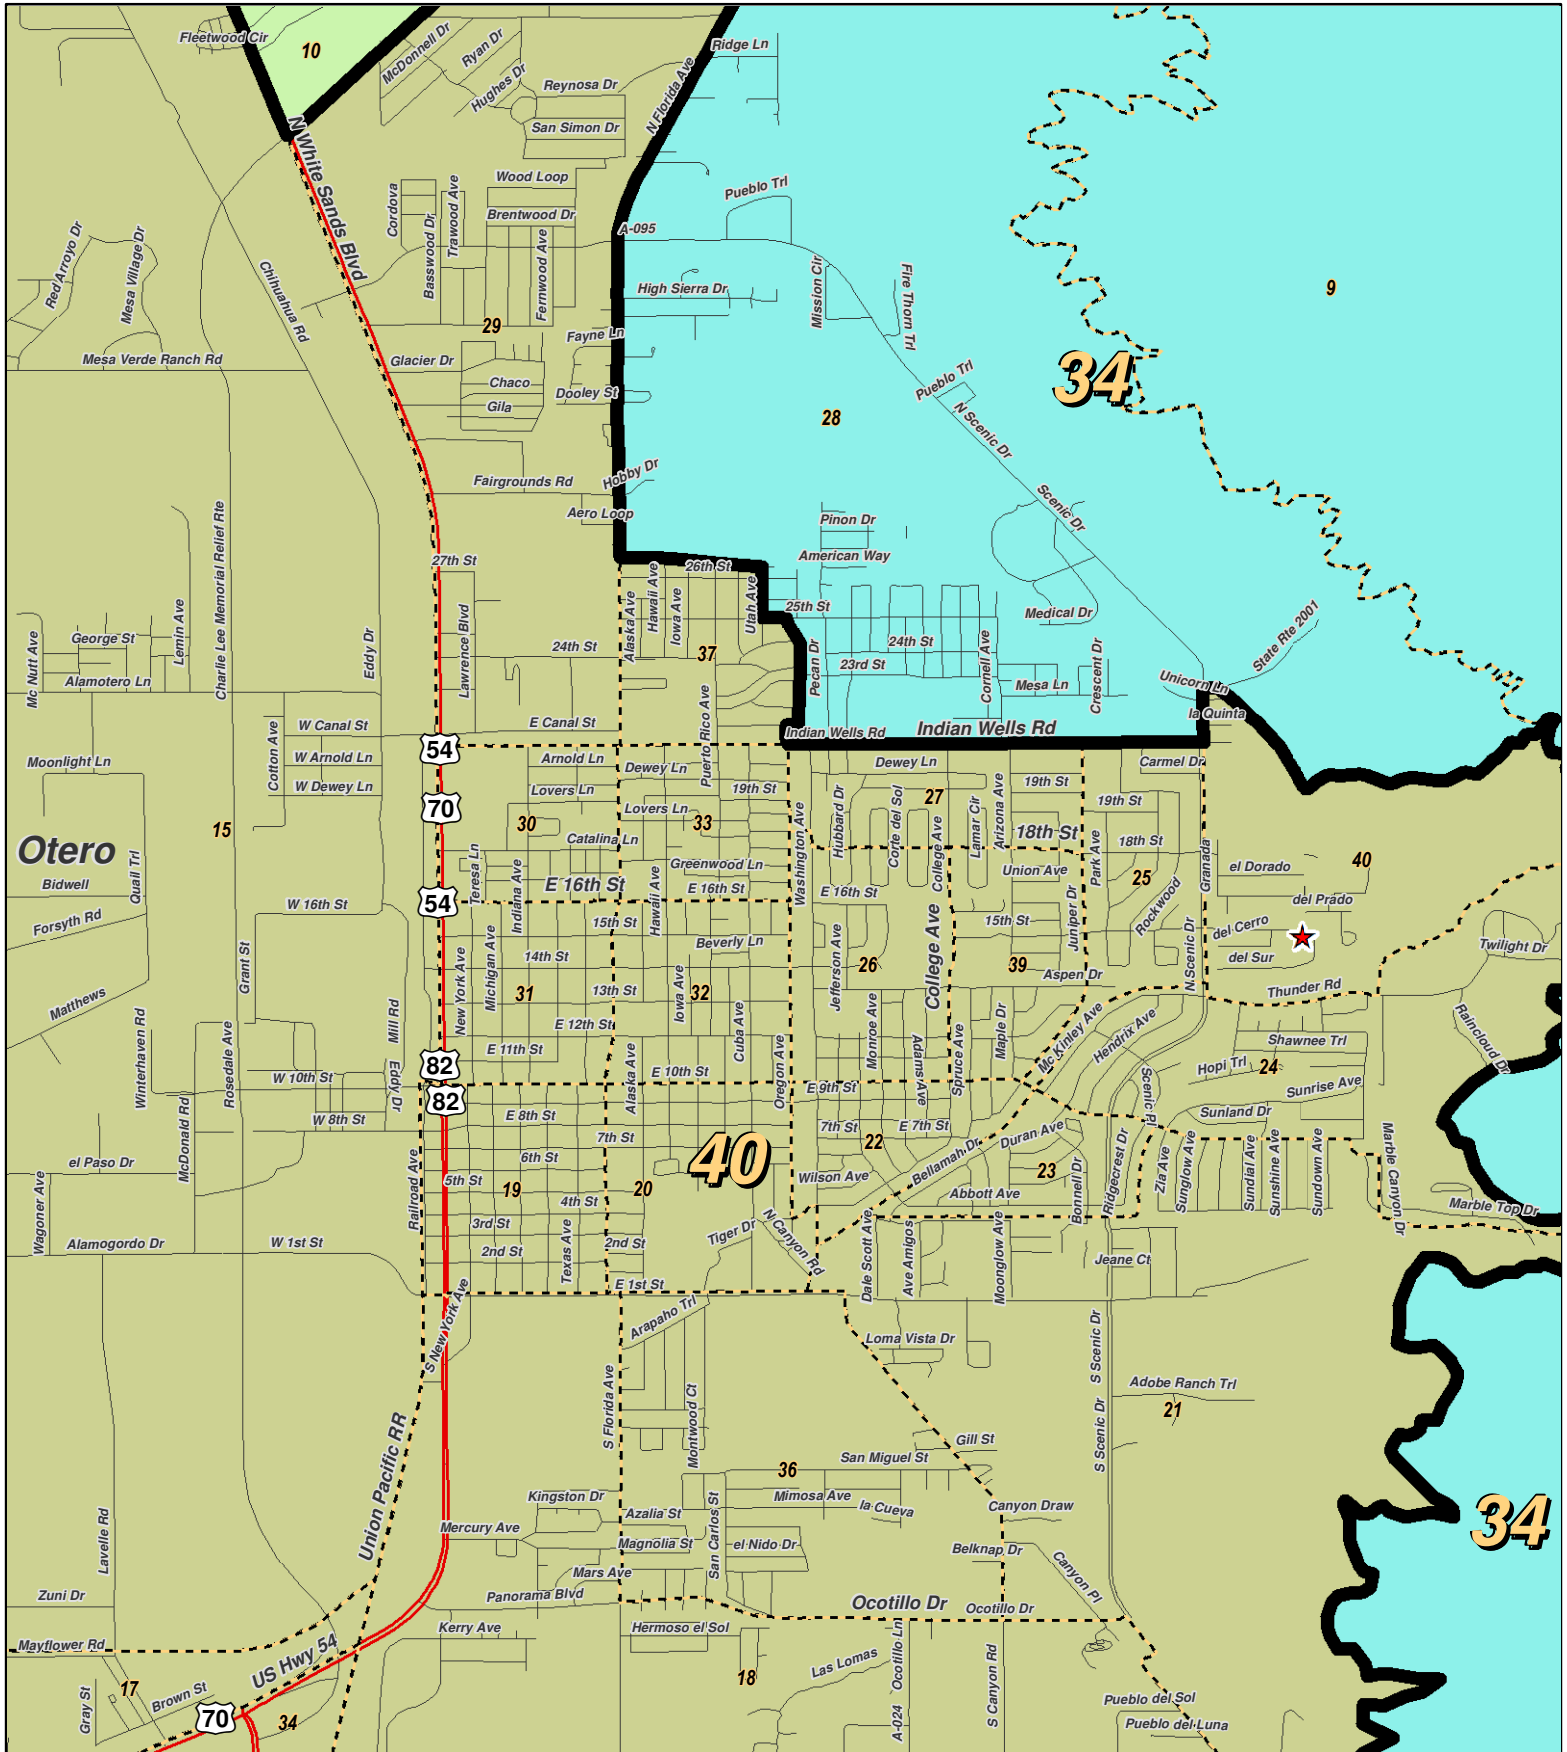 Fleetwood Cir
10
McDonnell Dr
Ryan Dr
Hughes Dr
Reynosa Dr
San Simon Dr
N Florida Ave
Ridge Ln
N White Sands Blvd
Wood Loop
Cordova
Basswood Dr
Trawood Ave
Brentwood Dr
Fernwood Ave
Pueblo Trl
A-095
Red Arroyo Dr
Mesa Village Dr
Chihuahua Rd
High Sierra Dr
Mission Cir
Fire Thorn Trl
9
29
Fayne Ln
Mesa Verde Ranch Rd
Glacier Dr
Chaco
Gila
Dooley St
34
Pueblo Trl
28
N Scenic Dr
Fairgrounds Rd
Hobby Dr
Aero Loop
Scenic Dr
Pinon Dr
American Way
Charlie Lee Memorial Relief Rte
27th St
26th St
Hawaii Ave
Alaska Ave
Iowa Ave
Utah Ave
25th St
Medical Dr
State Rte 2001
Mc Nutt Ave
George St
Lemin Ave
Alamotero Ln
Eddy Dr
Lawrence Blvd
24th St
37
Pecan Dr
24th St
23rd St
Cornell Ave
Mesa Ln
Crescent Dr
Unicorn Ln
la Quinta
Cotton Ave
W Canal St
E Canal St
Puerto Rico Ave
Indian Wells Rd
Indian Wells Rd
54
Moonlight Ln
W Arnold Ln
W Dewey Ln
Arnold Ln
Dewey Ln
Dewey Ln
Carmel Dr
70
Lovers Ln
Lovers Ln
19th St
Washington Ave
Hubbard Dr
Corte del Sol
27
College Ave
Lamar Cir
Arizona Ave
19th St
19th St
15
30
33
18th St
18th St
Otero
Catalina Ln
Greenwood Ln
Park Ave
Granada
40
Bidwell
Quail Trl
Teresa Ln
Indiana Ave
E 16th St
Hawaii Ave
E 16th St
E 16th St
Union Ave
25
el Dorado
Forsyth Rd
W 16th St
54
Rockwood
del Prado
15th St
Beverly Ln
15th St
Juniper Dr
del Cerro
del Sur
Twilight Dr
Grant St
New York Ave
Michigan Ave
14th St
Jefferson Ave
26
College Ave
39
Aspen Dr
N Scenic Dr
Matthews
31
13th St
Iowa Ave
32
Thunder Rd
Winterhaven Rd
Rosedale Ave
Mill Rd
E 12th St
Cuba Ave
Monroe Ave
Adams Ave
Spruce Ave
Maple Dr
Mc Kinley Ave
Hendrix Ave
Raincloud Dr
E 11th St
Shawnee Trl
82
W 10th St
E 10th St
Hopi Trl
24
Eddy Dr
Alaska Ave
Oregon Ave
E 9th St
Scenic Pl
Sunrise Ave
82
McDonald Rd
W 8th St
E 8th St
7th St
E 7th St
Sunland Dr
7th St
22
Duran Ave
el Paso Dr
6th St
40
Bellamah Dr
23
Wagoner Ave
Railroad Ave
5th St
19
20
Wilson Ave
Abbott Ave
Bonnell Dr
Ridgecrest Dr
Zia Ave
Sunglow Ave
Sundial Ave
Sunshine Ave
Sundown Ave
Marble Canyon Dr
Marble Top Dr
4th St
3rd St
Tiger Dr
N Canyon Rd
Alamogordo Dr
W 1st St
2nd St
Texas Ave
2nd St
Dale Scott Ave
Ave Amigos
Moonglow Ave
Jeane Ct
E 1st St
S New York Ave
Arapaho Trl
Loma Vista Dr
S Scenic Dr
Adobe Ranch Trl
21
S Florida Ave
Montwood Ct
S Scenic Dr
Union Pacific RR
36
San Miguel St
Gill St
34
Kingston Dr
Mimosa Ave
la Cueva
Canyon Draw
Lavelle Rd
Mercury Ave
Azalia St
San Carlos St
Magnolia St
el Nido Dr
Belknap Dr
Canyon Pl
Mars Ave
Zuni Dr
Panorama Blvd
Ocotillo Dr
Ocotillo Dr
Mayflower Rd
Kerry Ave
Hermoso el Sol
US Hwy 54
Las Lomas
Ocotillo Ln
S Canyon Rd
17
18
Gray St
Brown St
70
34
A-024
Pueblo del Sol
Pueblo del Luna